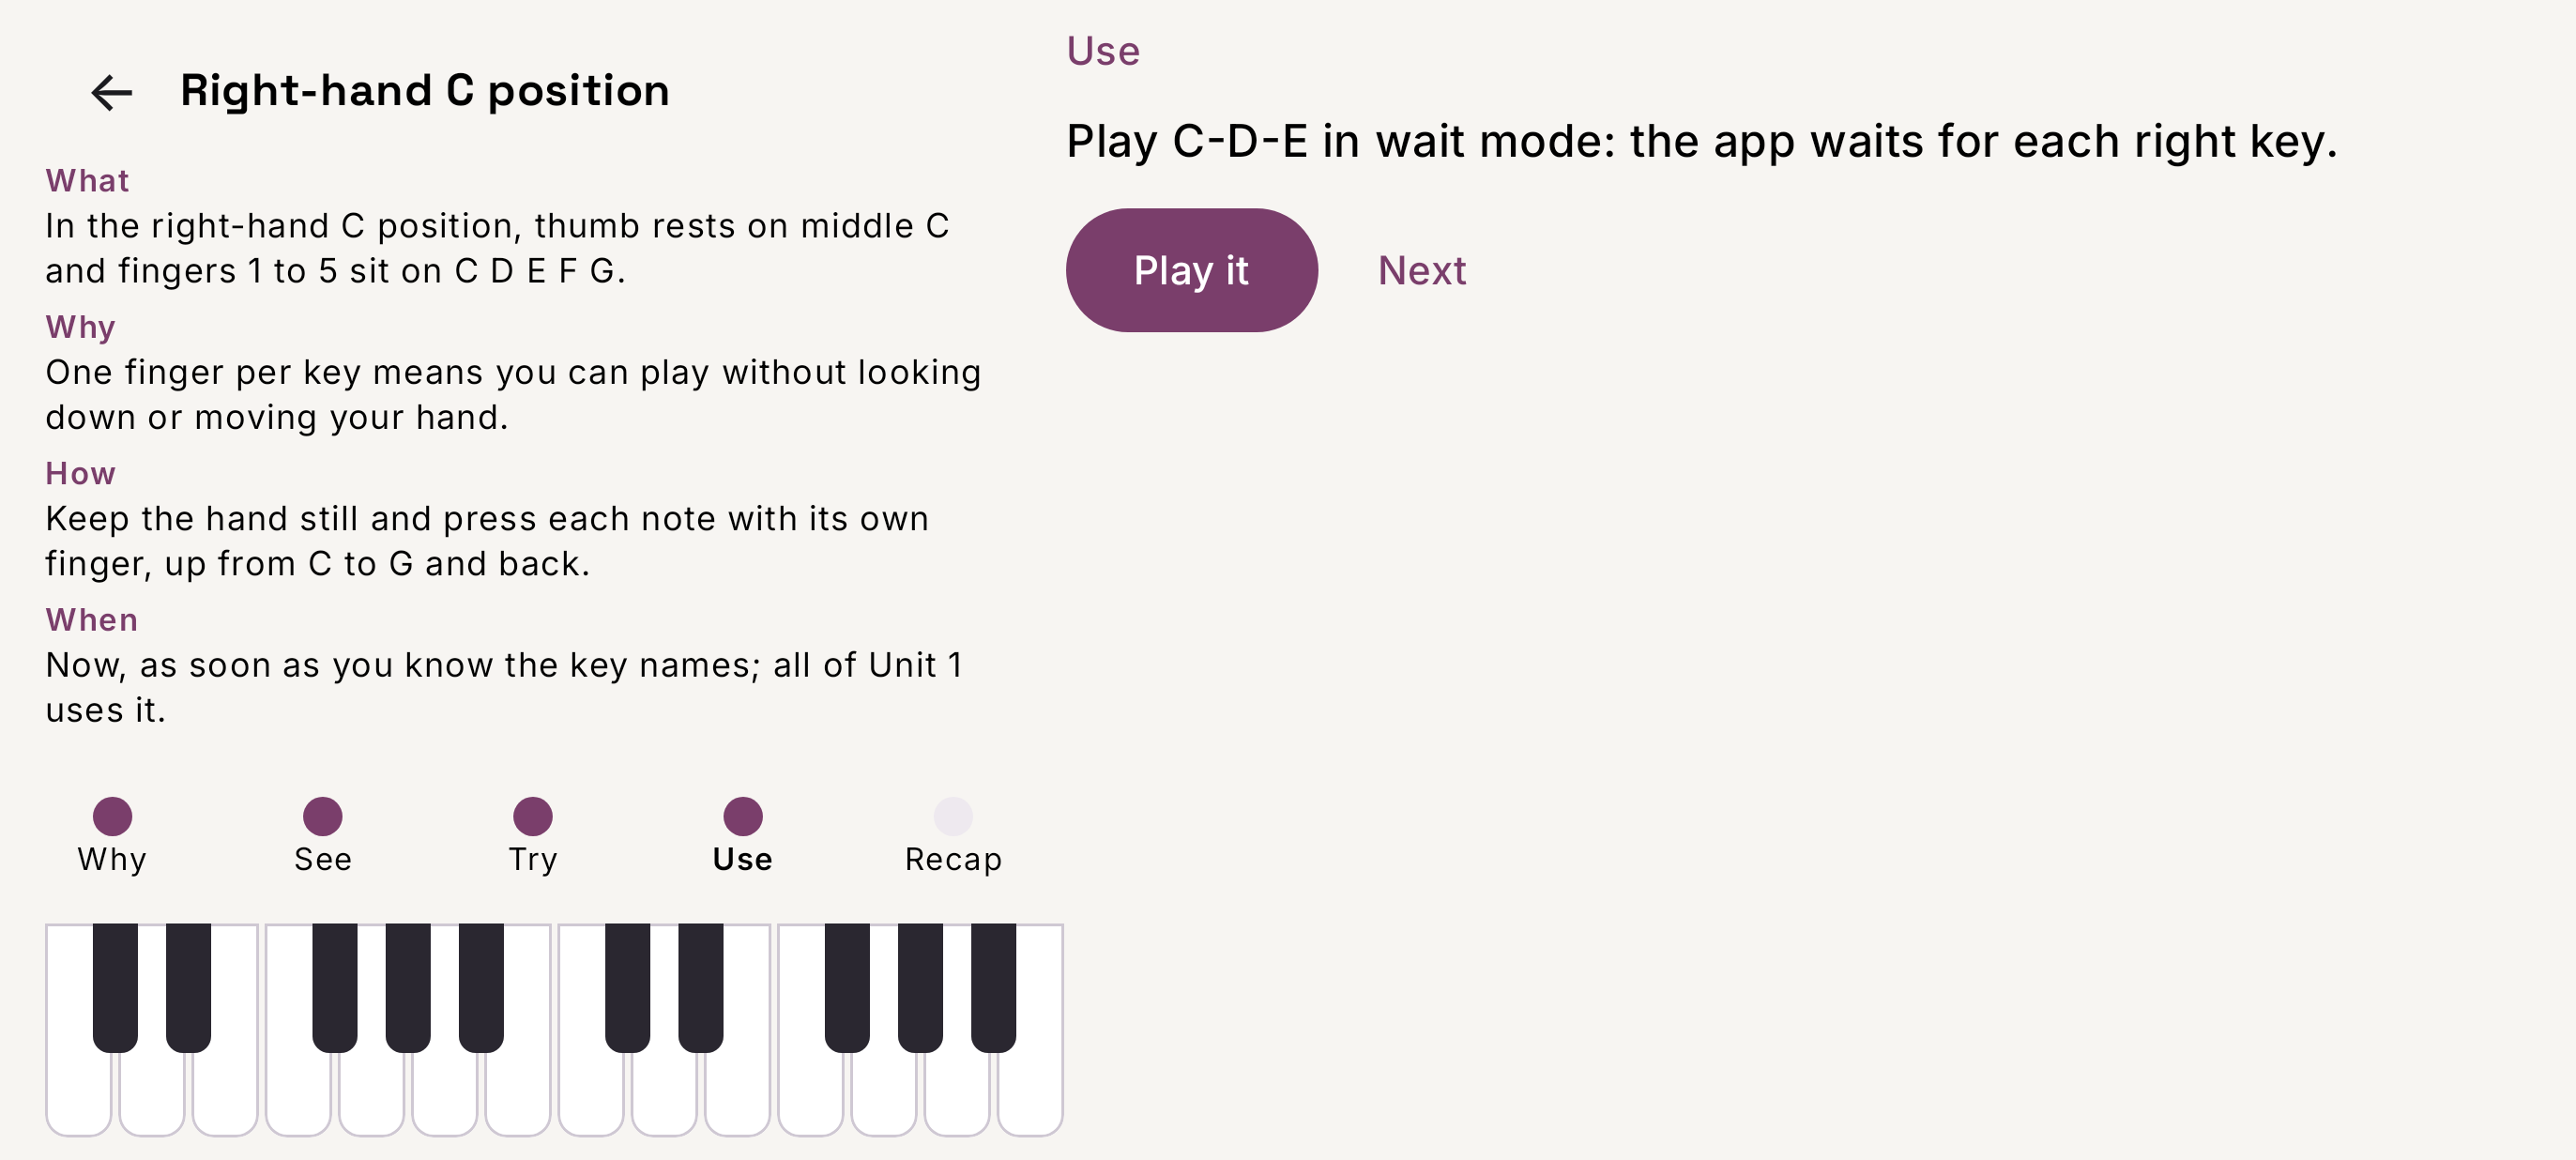 Right-hand C position
What
In the right-hand C position, thumb rests on middle C
and fingers 1 to 5 sit on C D E F G.
Why
One finger per key means you can play without looking
down or moving your hand.
How
Keep the hand still and press each note with its own
finger, up from C to G and back.
When
Now, as soon as you know the key names; all of Unit 1
uses it.
Why See Try Use Recap
Use
Play C-D-E in wait mode: the app waits for each right key.
Play it Next